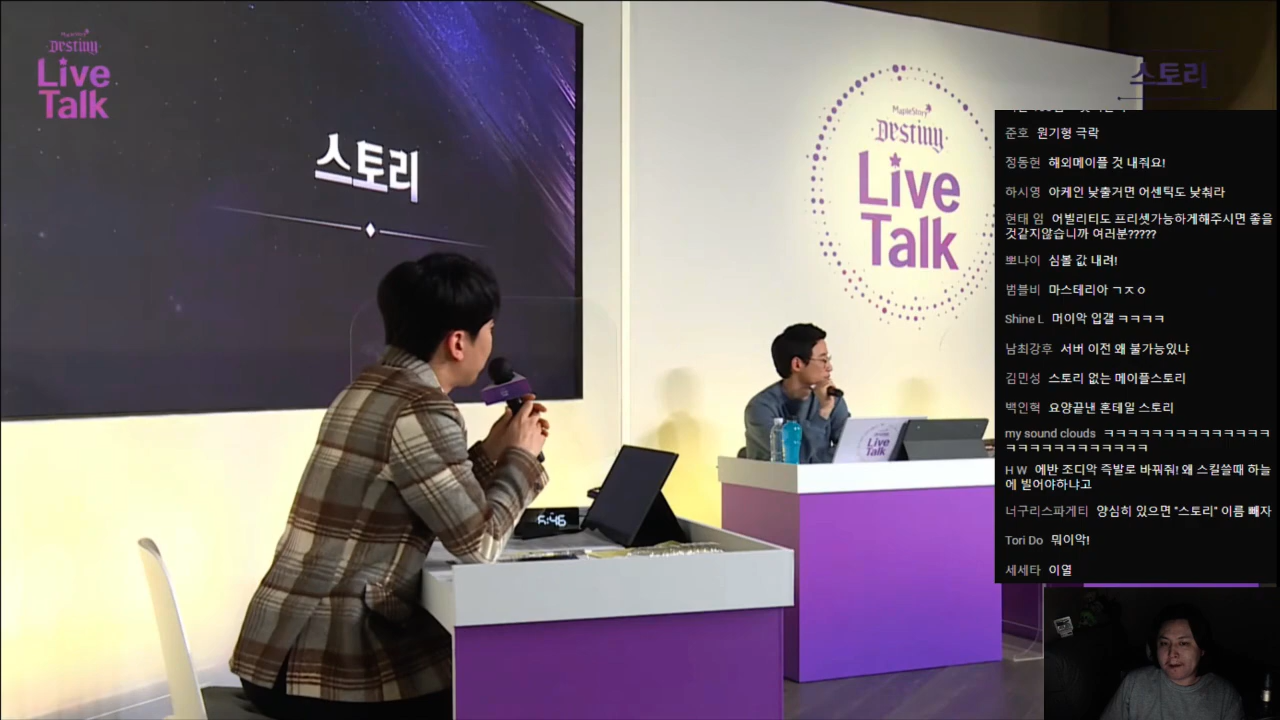 MapleStory
Destiny
Live
Talk
스토리
MapleStory
Destiny
Live
Talk
스토리
6:46
Live
Talk
준호 원기형 극락
정동현 해외메이플 것 내줘요!
하시영 아케인 낮출거면 어센틱도 낮춰라
현태 임 어빌리티도 프리셋가능하게해주시면 좋을
것같지않습니까 여러분?????
뽀냐이 심볼 값 내려!
범블비 마스테리아 ㄱㅈㅇ
Shine L 머이악 입갤 ㅋㅋㅋㅋ
남최강후 서버 이전 왜 불가능있냐
김민성 스토리 없는 메이플스토리
백인혁 요양끝낸 혼테일 스토리
my sound clouds ㅋㅋㅋㅋㅋㅋㅋㅋㅋㅋㅋㅋㅋㅋ
ㅋㅋㅋㅋㅋㅋㅋㅋㅋㅋㅋㅋ
H W 에반 조디악 즉발로 바꿔줘! 왜 스킬쓸때 하늘
에 빌어야하냐고
너구리스파게티 양심히 있으면 "스토리" 이름 빼자
Tori Do 뭐이악!
세세타 이열